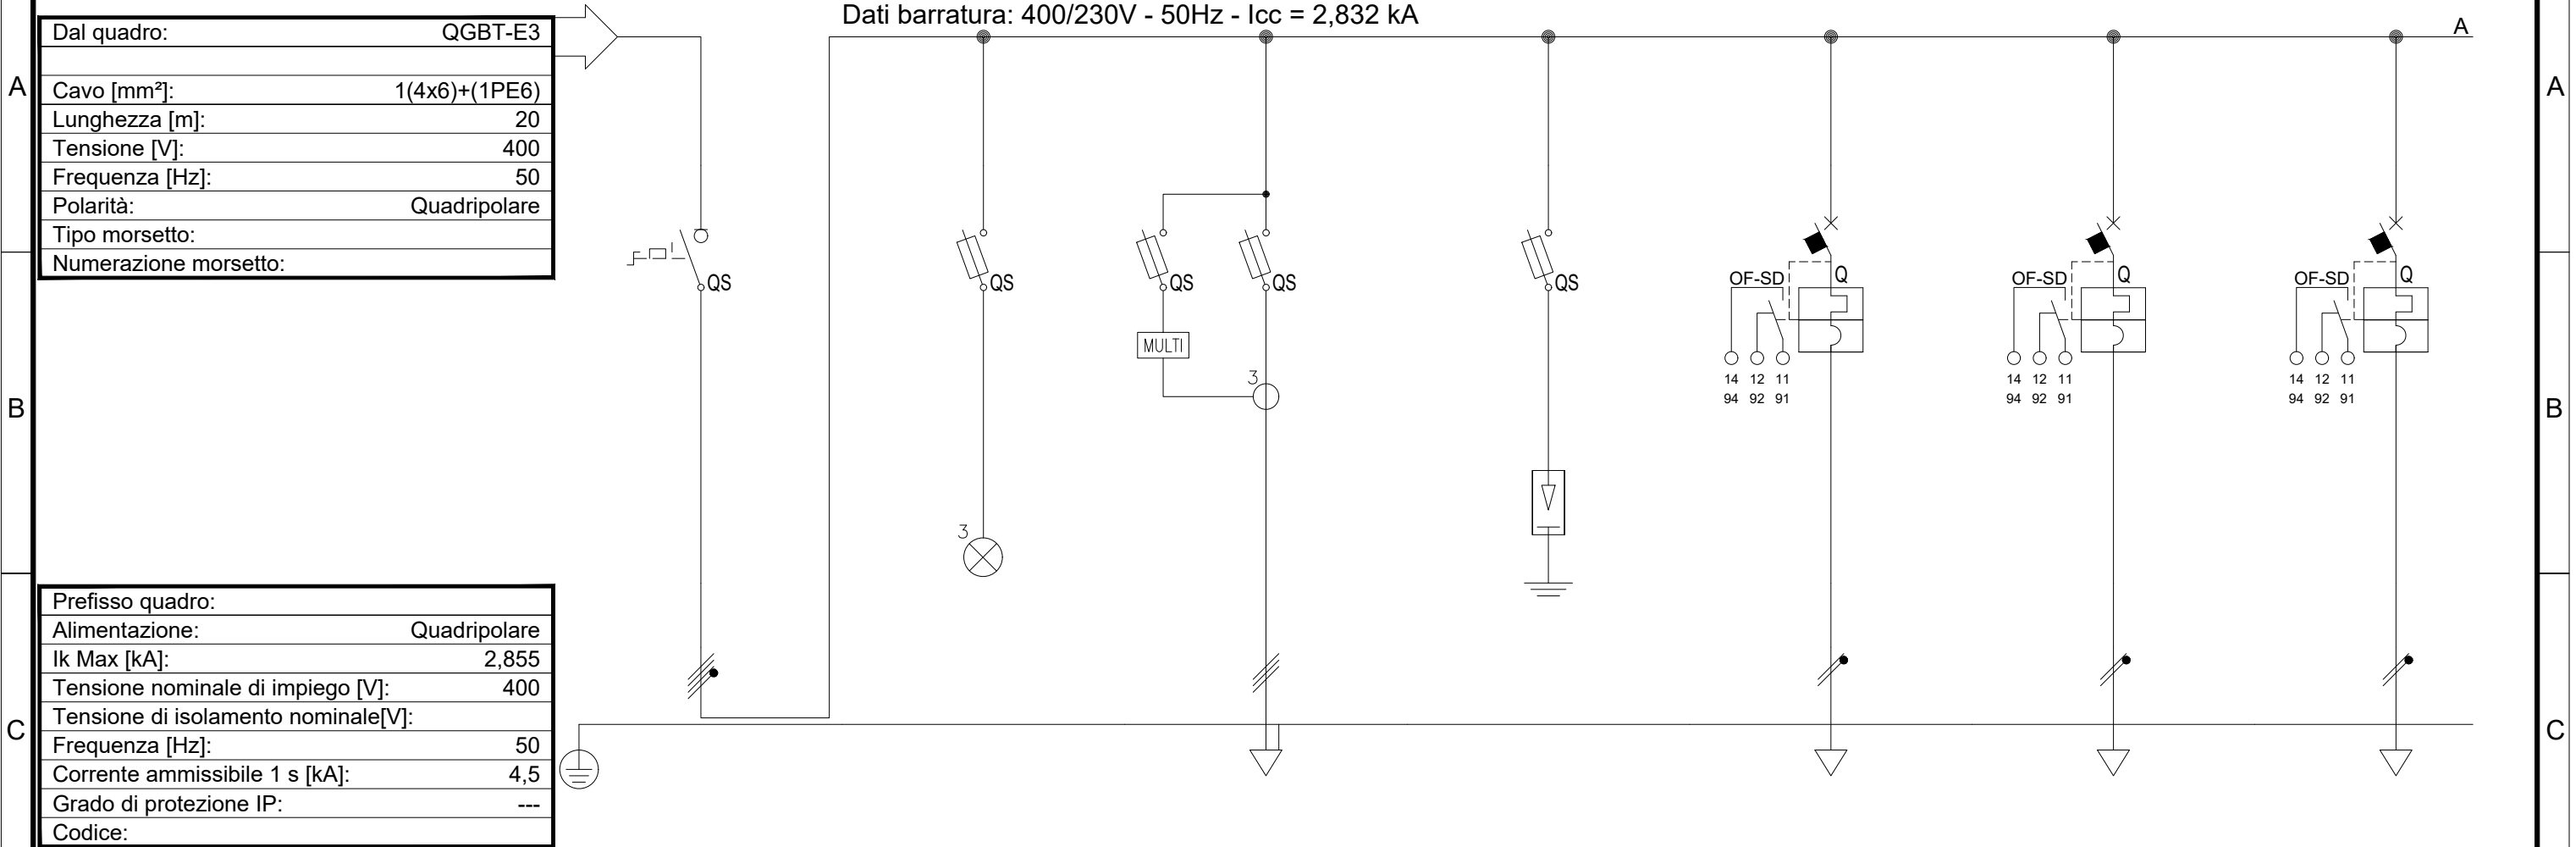 Dati barratura: 400/230V - 50Hz - Icc = 2,832 kA
A
Dal quadro: QGBT-E3
A
A
Cavo [mm²]: 1(4x6)+(1PE6)
Lunghezza [m]: 20
Tensione [V]: 400
Frequenza [Hz]: 50
Polarità: Quadripolare
Tipo morsetto:
Numerazione morsetto:
QS
QS
QS
QS
QS
OF-SD
Q
OF-SD
Q
OF-SD
Q
MULTI
3
14 12 11
94 92 91
14 12 11
94 92 91
14 12 11
94 92 91
B
B
3
Prefisso quadro:
Alimentazione: Quadripolare
Ik Max [kA]: 2,855
Tensione nominale di impiego [V]: 400
Tensione di isolamento nominale[V]:
Frequenza [Hz]: 50
Corrente ammissibile 1 s [kA]: 4,5
Grado di protezione IP: ---
Codice:
C
C